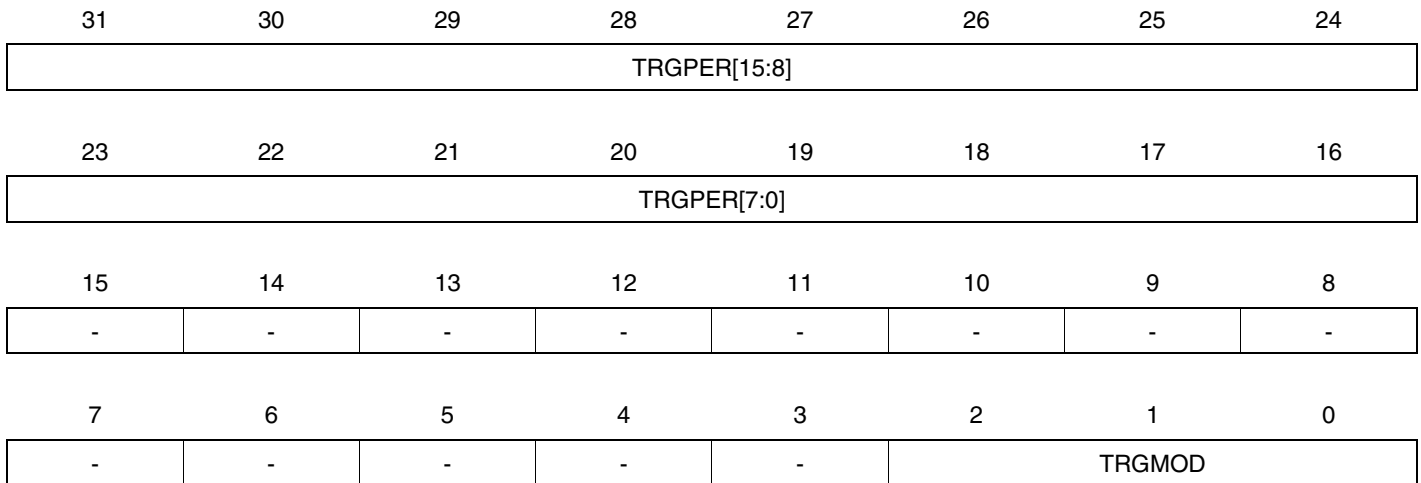 31 30 29 28 27 26 25 24
TRGPER[15:8]
23 22 21 20 19 18 17 16
TRGPER[7:0]
15 14 13 12 11 10 9 8
- - - - - - - -
7 6 5 4 3 2 1 0
- - - - - TRGMOD